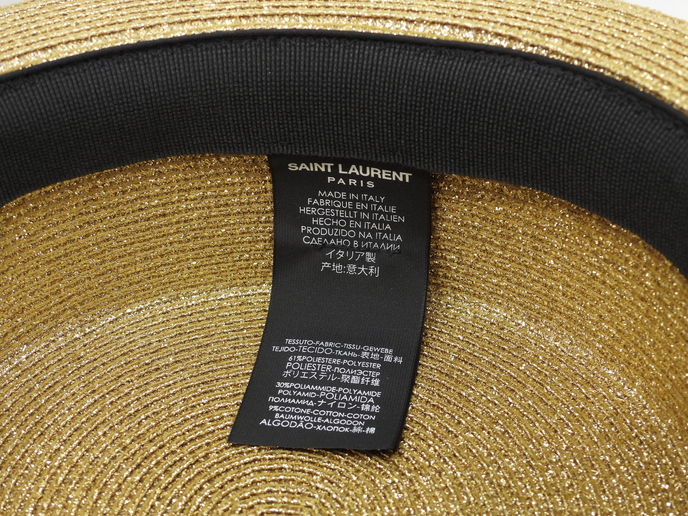 SAINT LAURENT
PARIS
MADE IN ITALY
FABRIQUE EN ITALIE
HERGESTELLT IN ITALIEN
HECHO EN ITALIA
PRODUZIDO NA ITALIA
СДЕЛАНО В ИТАЛИИ
イタリア製
产地:意大利
TESSUTO-FABRIC-TISSU-GEWEBE
TEJIDO-TECIDO-ТКАНЬ-表地-面料
61%POLIESTERE-POLYESTER
POLIESTER-ПОЛИЭСТЕР
ポリエステル-聚酯纤维
30%POLIAMMIDE-POLYAMIDE
POLYAMID-POLIAMIDA
ПОЛИАМИД-ナイロン-锦纶
9%COTONE-COTTON-COTON
BAUMWOLLE-ALGODON
ALGODÃO-ХЛОПОК-綿-棉